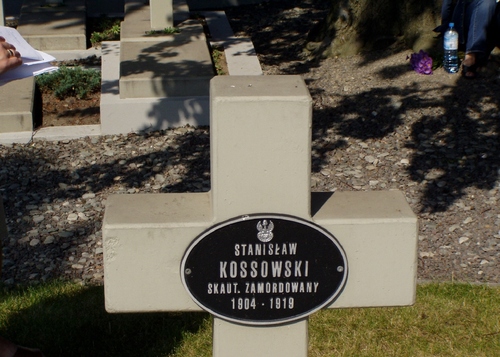 STANISŁAW
KOSSOWSKI
SKAUT. ZAMORDOWANY
1904 - 1919